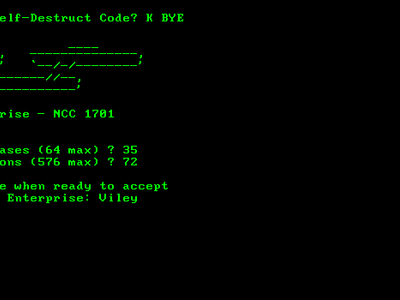 elf-Destruct Code? K BYE
rise - NCC 1701
ases (64 max) ? 35
ons (576 max) ? 72
e when ready to accept
Enterprise: Viley